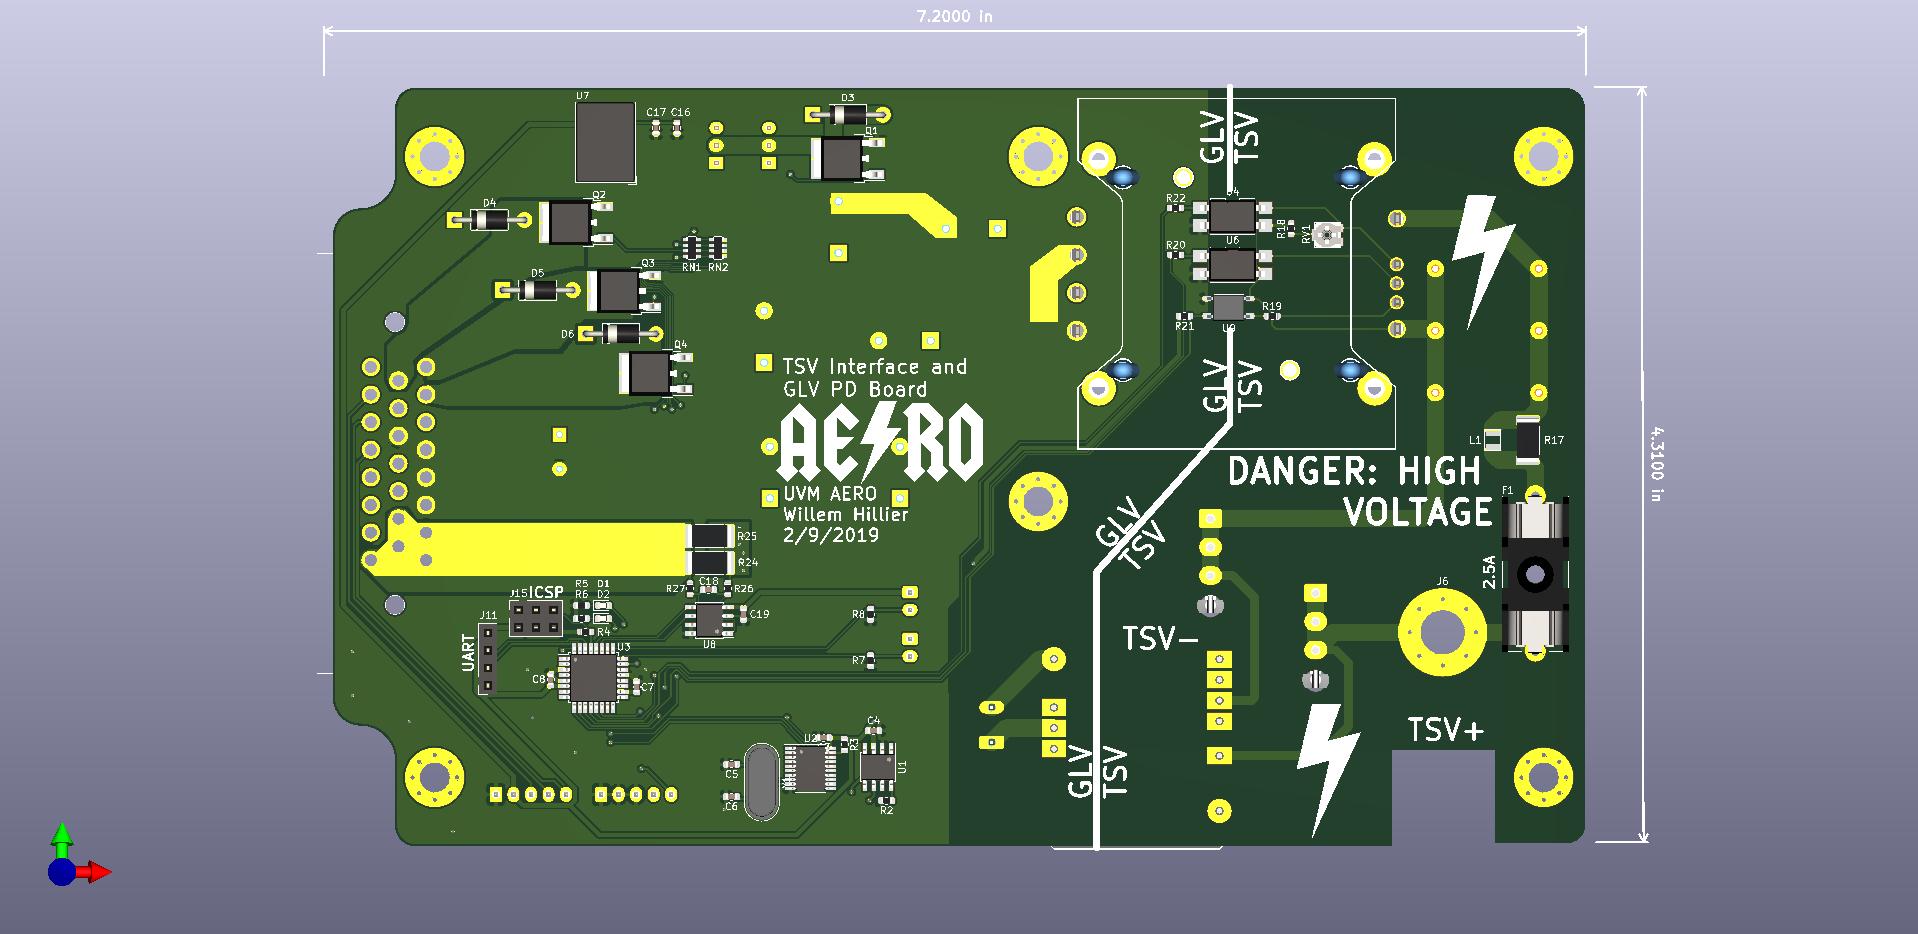 7.2000 in
U7
C17 C16
D3
Q1
GLV
TSV
D4
Q2
R22
U4
R18
RV1
RN1 RN2
Q3
D5
R20
U6
D6
Q4
R21
U9
R19
TSV Interface and
GLV PD Board
AERO
UVM AERO
Willem Hillier
2/9/2019
GLV
TSV
L1
R17
4.3100 in
DANGER: HIGH
VOLTAGE
F1
2.5A
GLV
TSV
R25
R24
R27
C18
R26
J15
ICSP
R5
R6
D1
D2
R4
J11
UART
C19
U8
R8
R7
U3
C8
C7
J6
TSV-
TSV+
C5
C6
U2
R3
C4
U1
R2
GLV
TSV